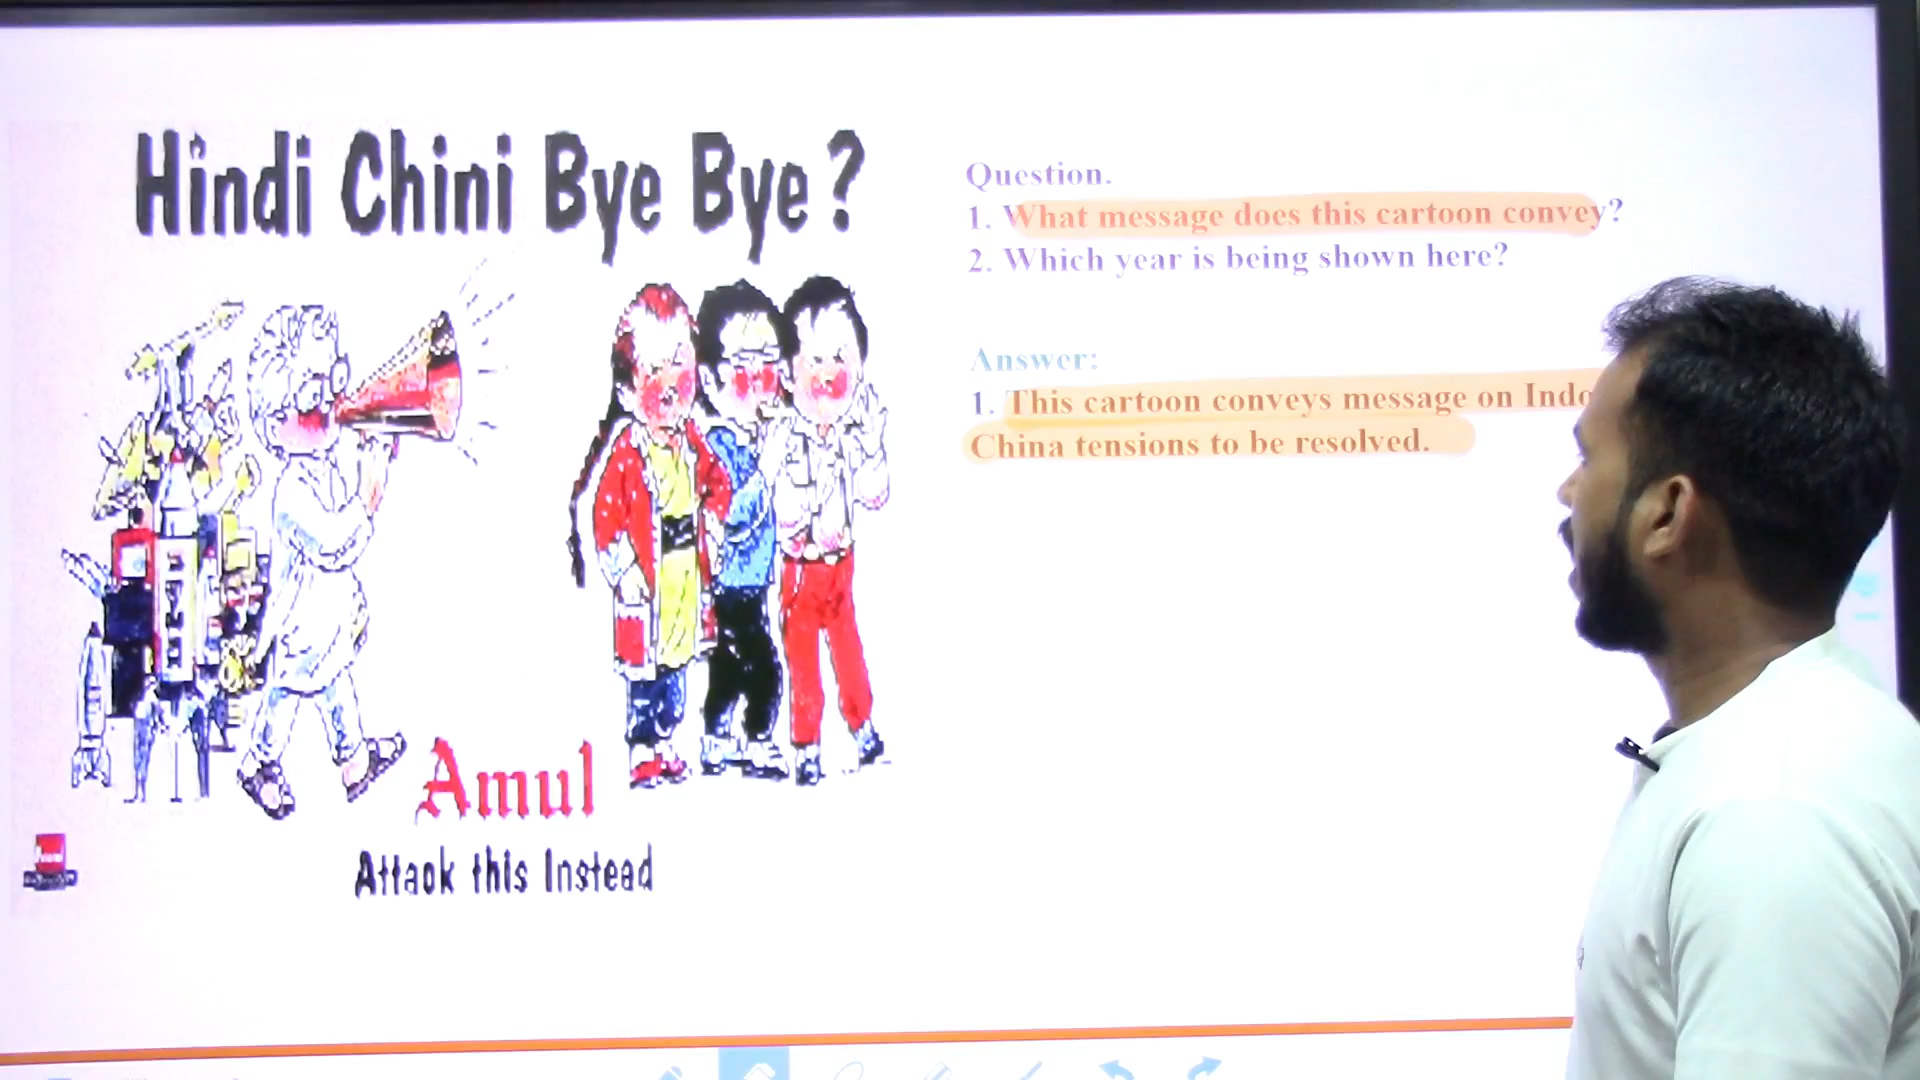 Hindi Chini Bye Bye?
Question.
1. What message does this cartoon convey?
2. Which year is being shown here?
Answer:
1. This cartoon conveys message on Indo
China tensions to be resolved.
Amul
Attack this Instead